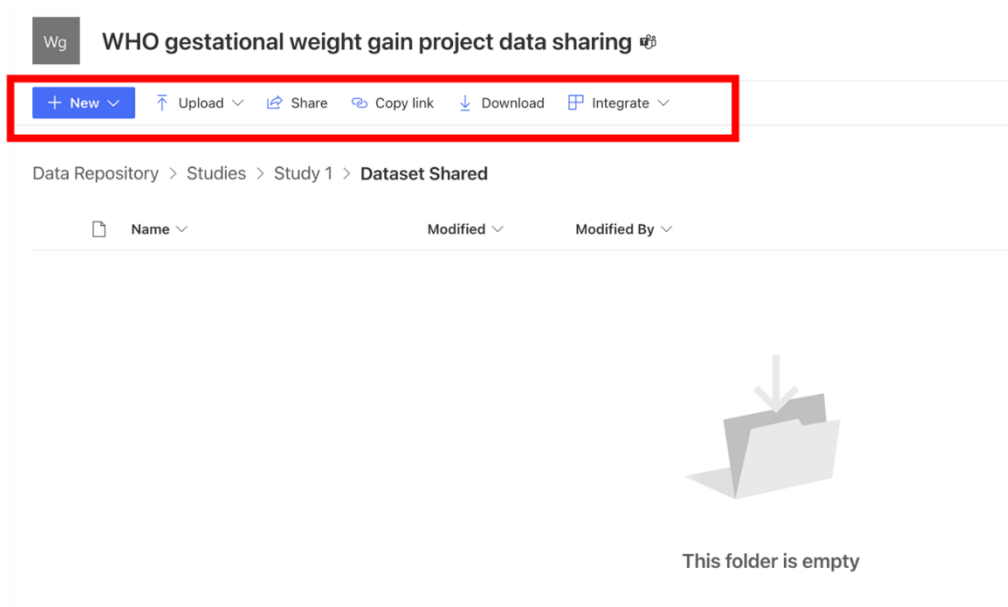 Wg
WHO gestational weight gain project data sharing
New Upload Share Copy link Download Integrate
Data Repository > Studies > Study 1 > Dataset Shared
Name Modified Modified By
This folder is empty